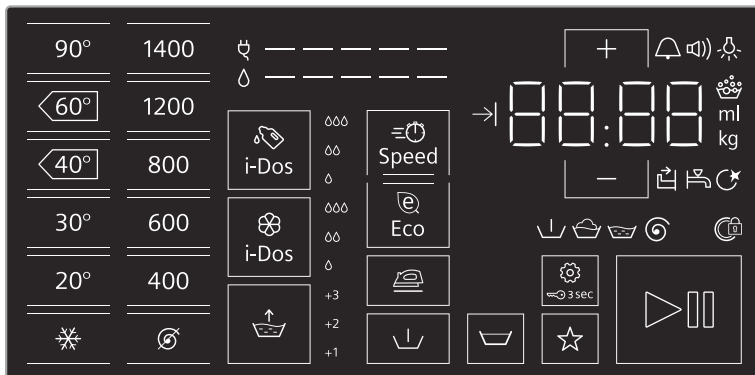 90° 1400
60° 1200
40° 800
30° 600
20° 400
i-Dos
i-Dos
+3
+2
+1
Speed
e
Eco
+
88:88
ml
kg
−
3 sec